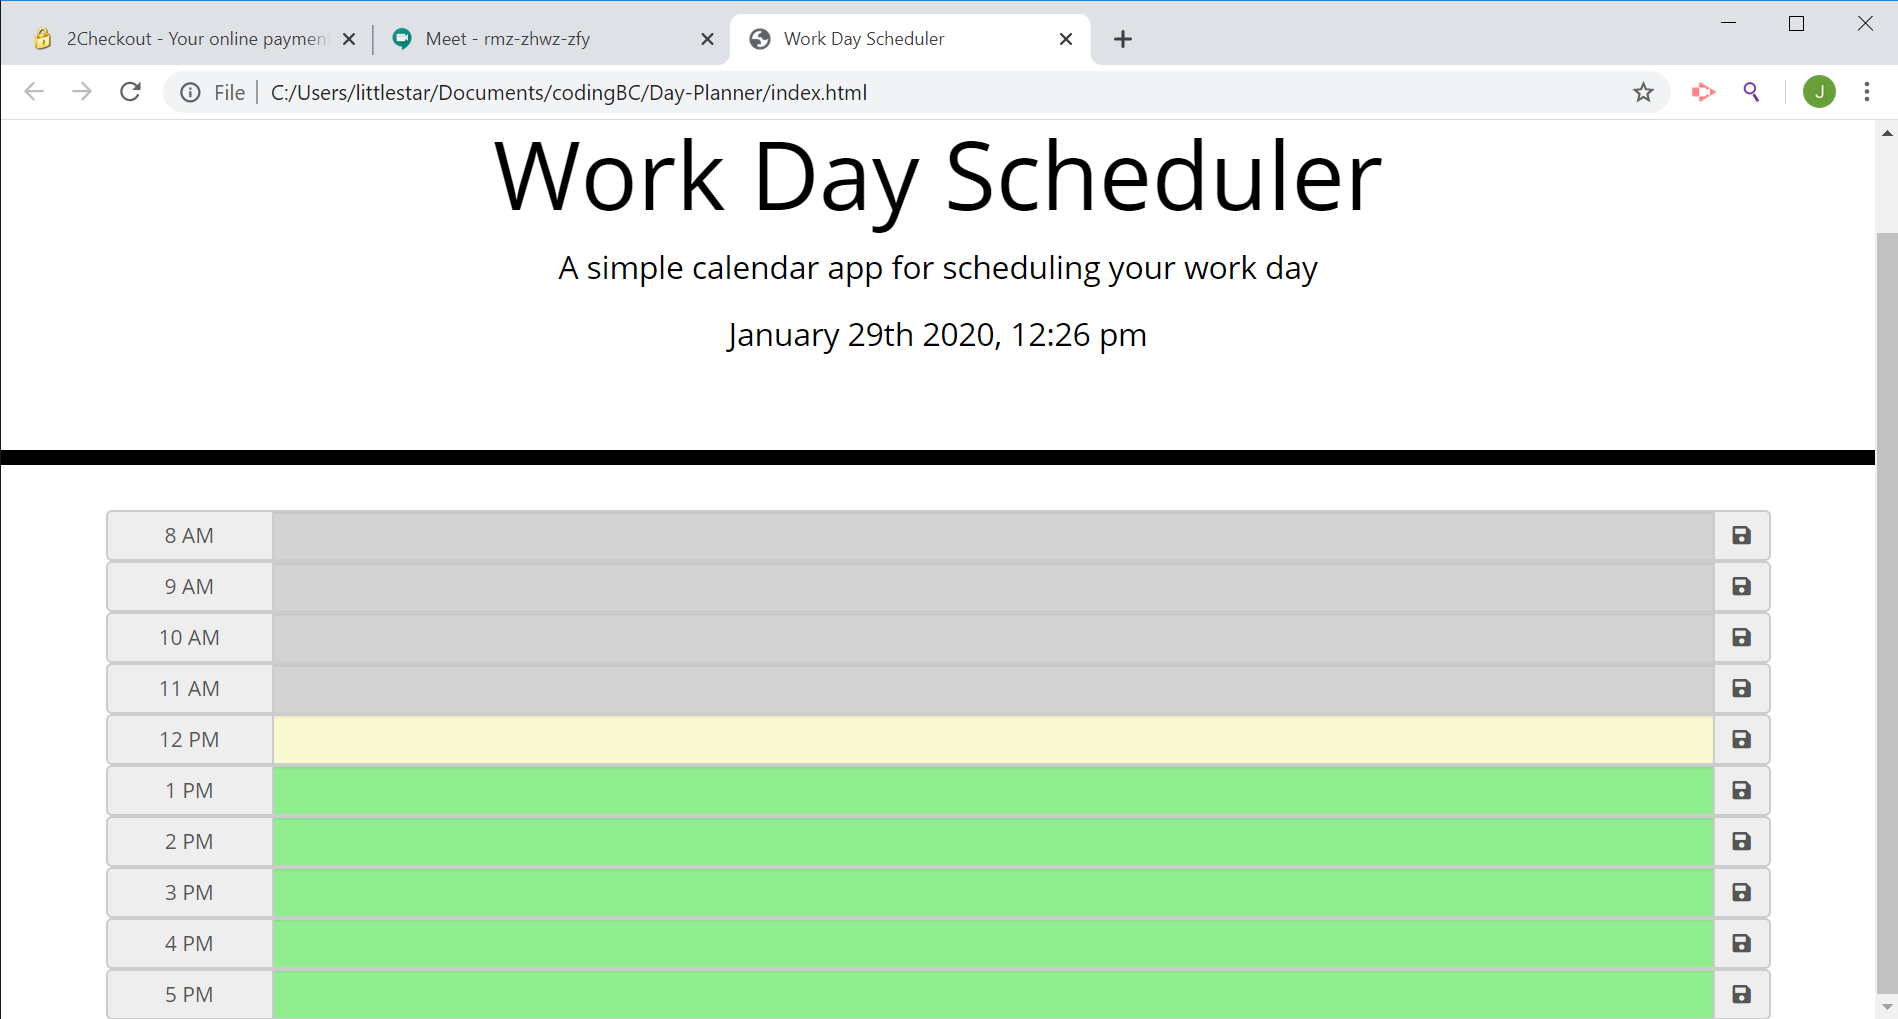 2Checkout - Your online payment
Meet - rmz-zhwz-zfy
Work Day Scheduler
File
C:/Users/littlestar/Documents/codingBC/Day-Planner/index.html
J
Work Day Scheduler
A simple calendar app for scheduling your work day
January 29th 2020, 12:26 pm
8 AM
9 AM
10 AM
11 AM
12 PM
1 PM
2 PM
3 PM
4 PM
5 PM